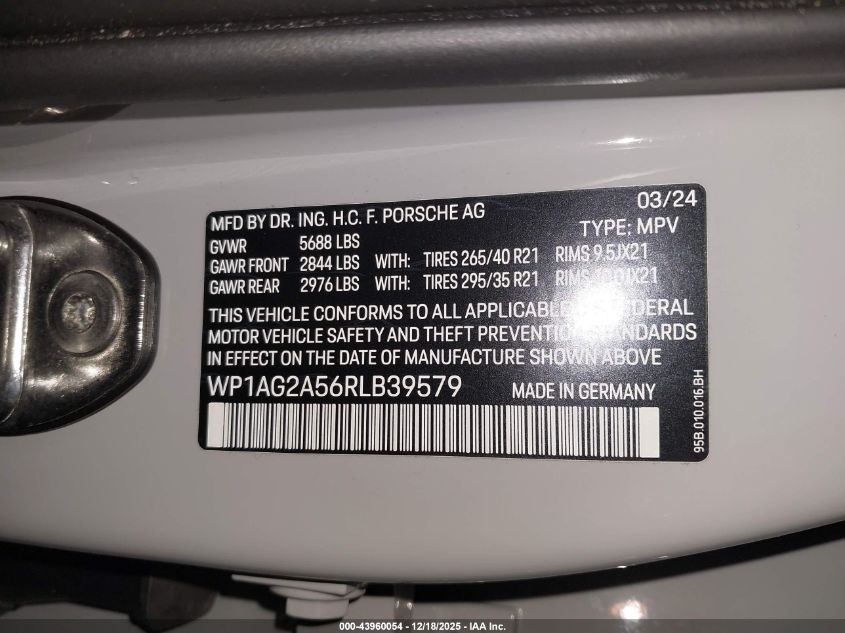 03/24
MFD BY DR. ING. H.C. F. PORSCHE AG TYPE: MPV
GVWR 5688 LBS
GAWR FRONT 2844 LBS WITH: TIRES 265/40 R21 RIMS 9.5JX21
GAWR REAR 2976 LBS WITH: TIRES 295/35 R21 RIMS
THIS VEHICLE CONFORMS TO ALL APPLICABLE FEDERAL
MOTOR VEHICLE SAFETY AND THEFT PREVENTION STANDARDS
IN EFFECT ON THE DATE OF MANUFACTURE SHOWN ABOVE
WP1AG2A56RLB39579 MADE IN GERMANY
95B.010.016.BH
000-43960054 - 12/18/2025 - IAA Inc.